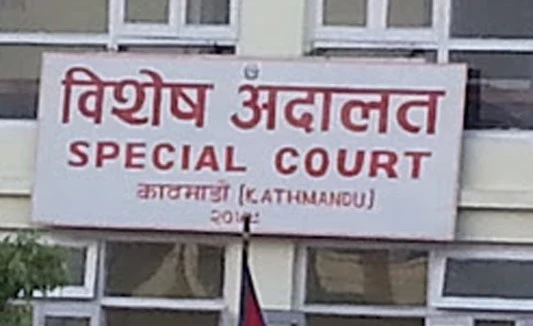 विशेष अदालत
SPECIAL COURT
काठमाडौं (KATHMANDU)